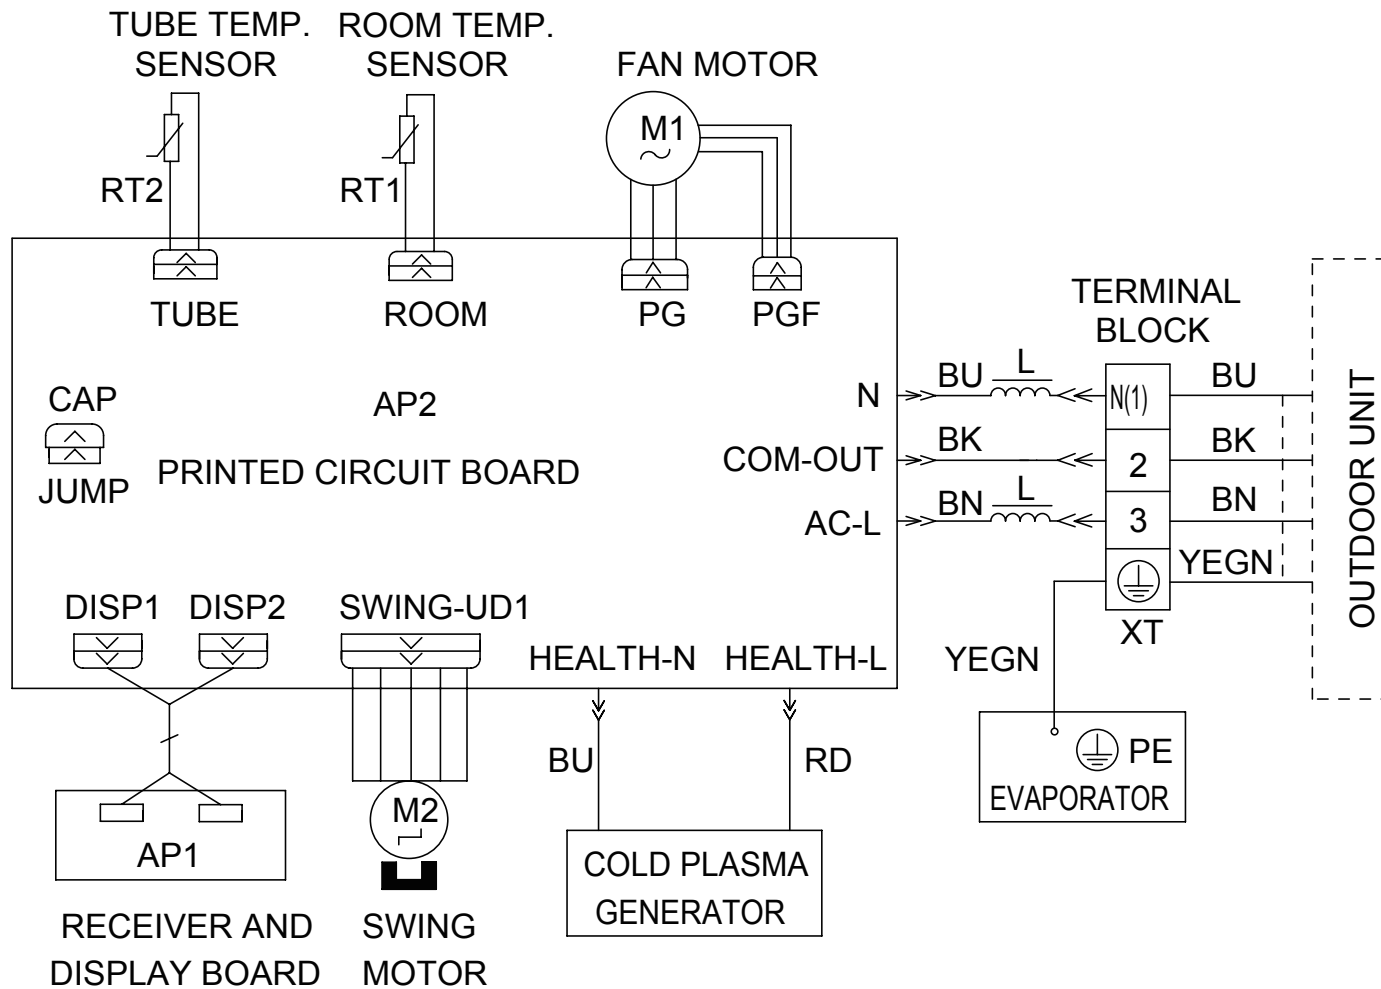 TUBE TEMP.
SENSOR
ROOM TEMP.
SENSOR
FAN MOTOR
RT2
RT1
M1
TUBE
ROOM
PG
PGF
TERMINAL
BLOCK
CAP
JUMP
AP2
PRINTED CIRCUIT BOARD
N
BU
L
N(1)
BU
COM-OUT
BK
2
BK
AC-L
BN
L
3
BN
YEGN
XT
OUTDOOR UNIT
DISP1
DISP2
SWING-UD1
HEALTH-N
HEALTH-L
YEGN
BU
RD
PE
EVAPORATOR
AP1
M2
COLD PLASMA
GENERATOR
RECEIVER AND
DISPLAY BOARD
SWING
MOTOR